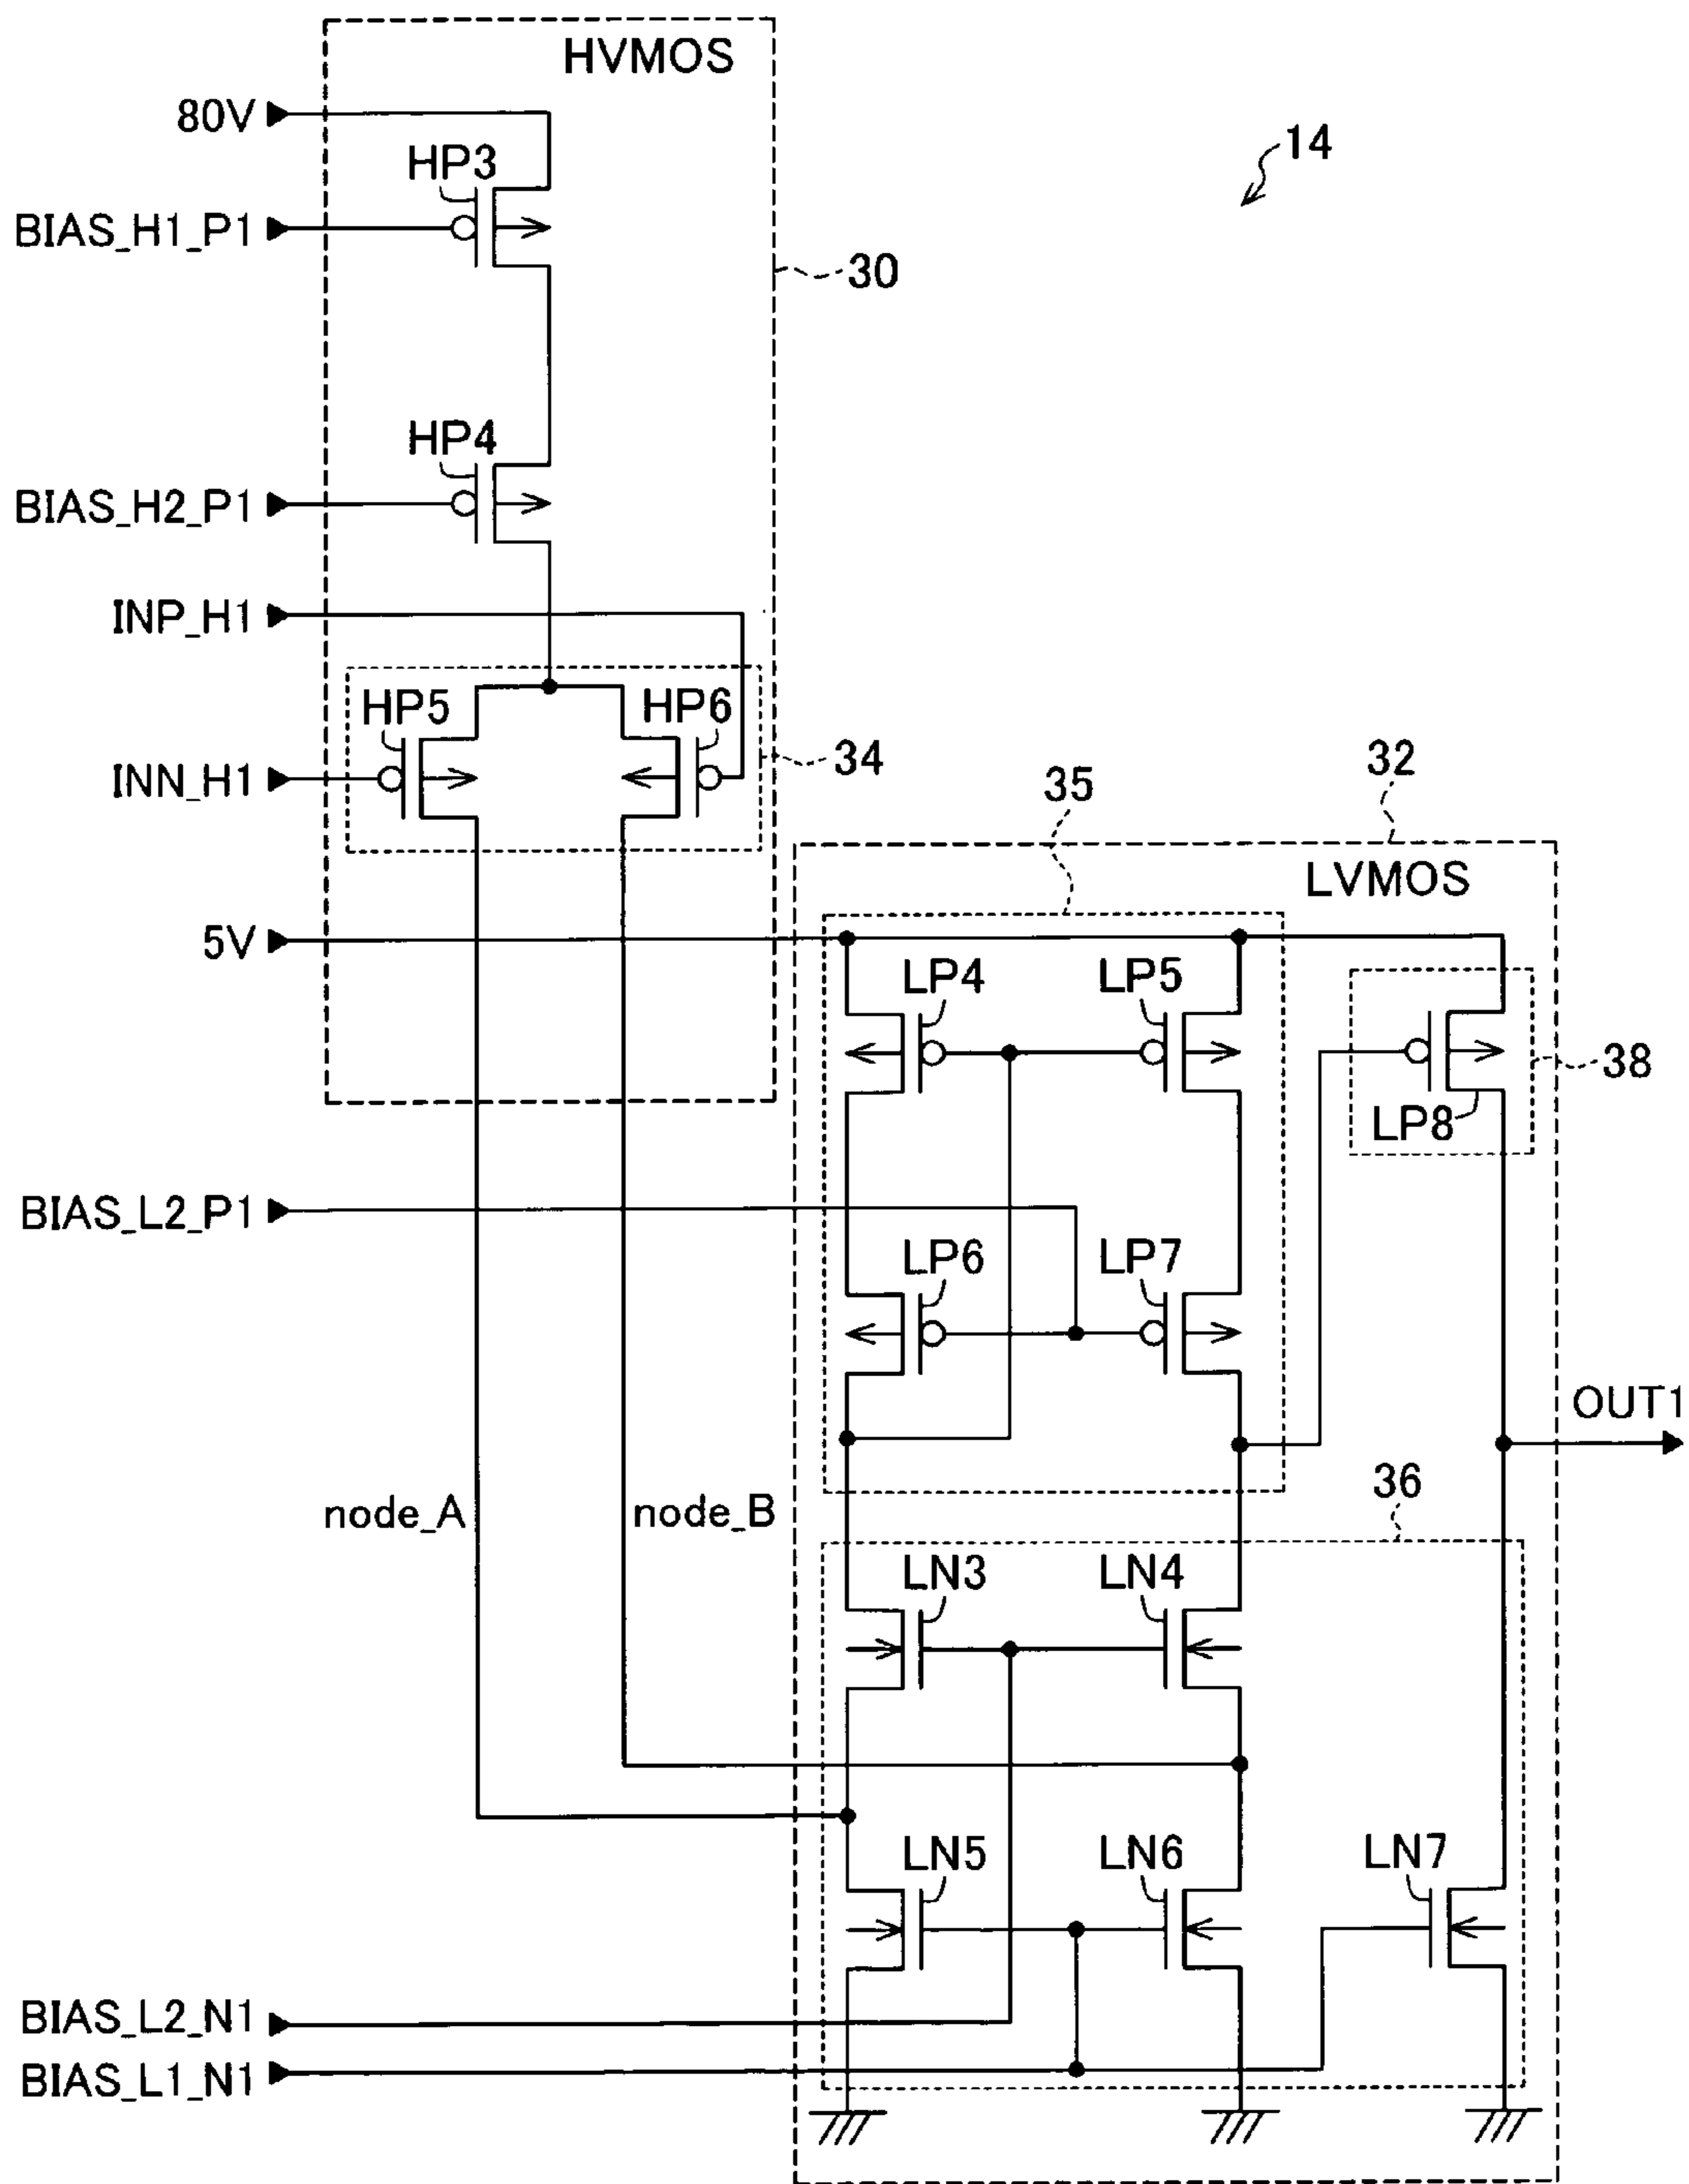 HVMOS
80V
HP3
14
BIAS_H1_P1
30
HP4
BIAS_H2_P1
INP_H1
HP5
HP6
34
INN_H1
35
32
LVMOS
5V
LP4
LP5
38
LP8
BIAS_L2_P1
LP6
LP7
OUT1
36
node_A
node_B
LN3
LN4
LN5
LN6
LN7
BIAS_L2_N1
BIAS_L1_N1